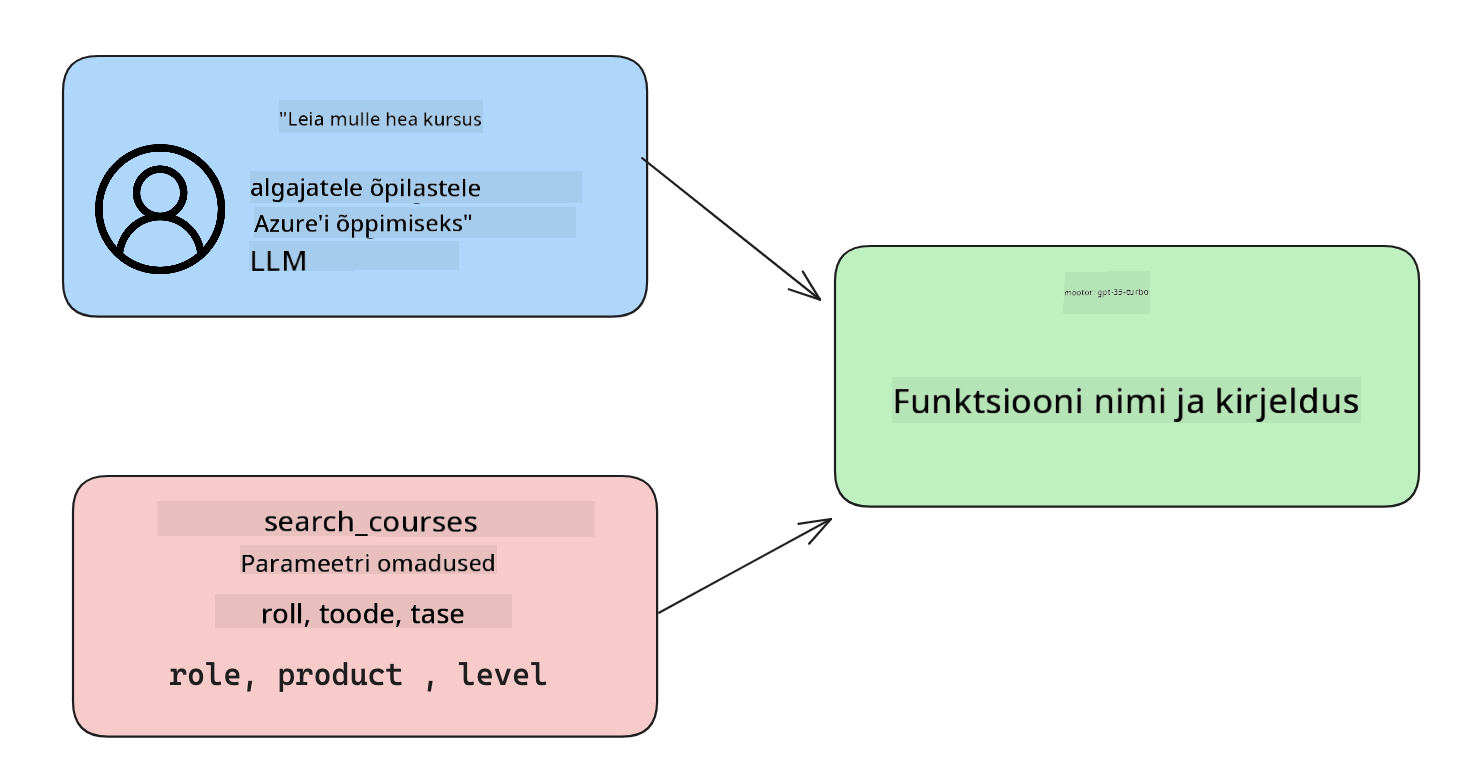 "Leia mulle hea kursus
algajatele õpilastele
Azure'i õppimiseks"
LLM
mootor: gpt-35-turbo
Funktsiooni nimi ja kirjeldus
search_courses
Parameetri omadused
roll, toode, tase
role, product , level